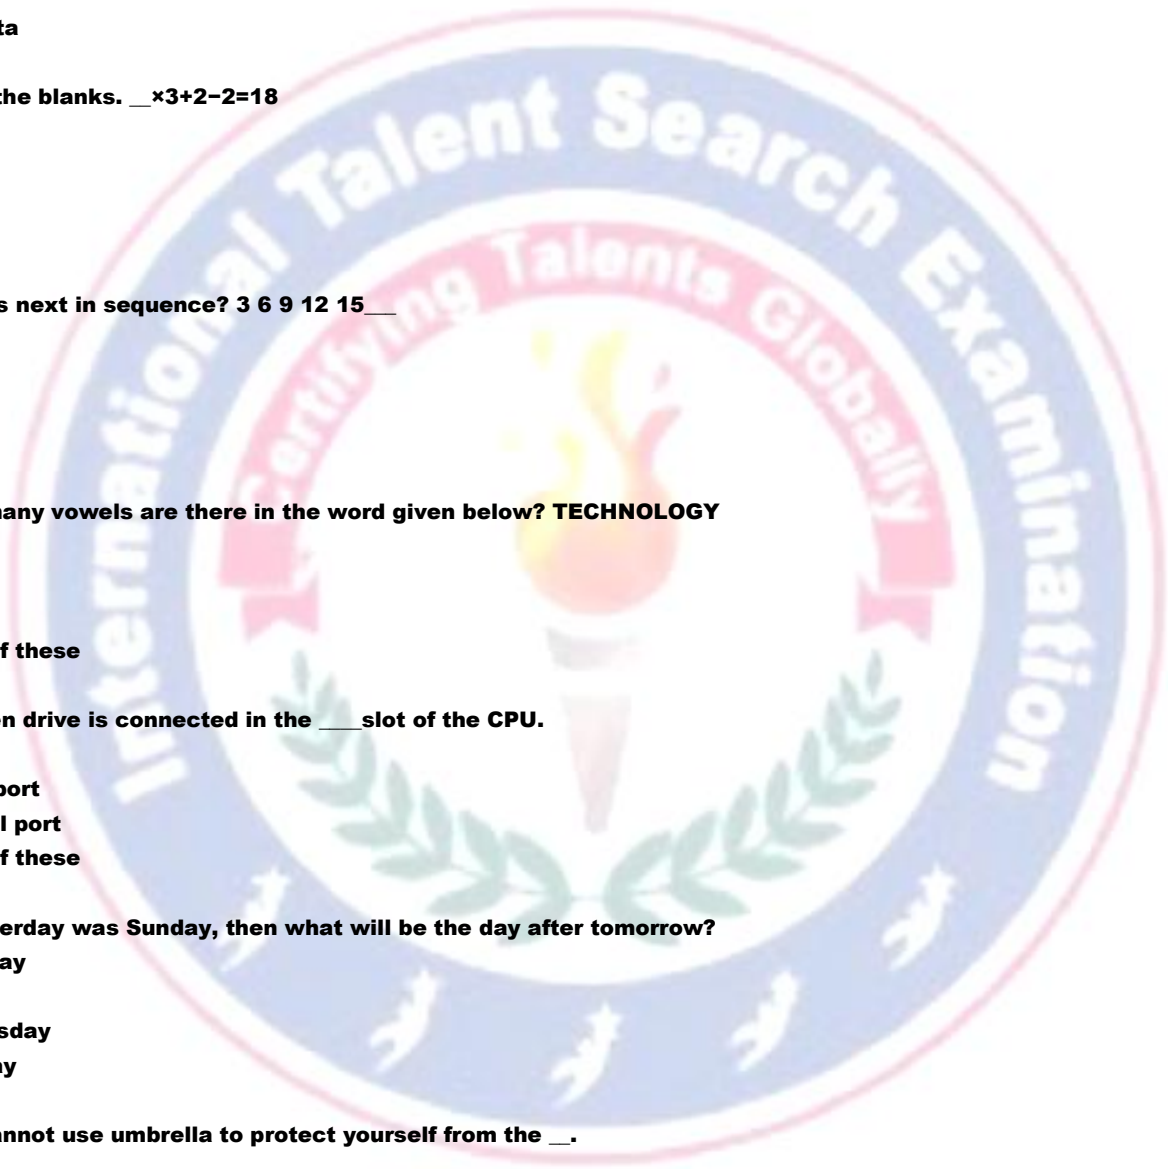 ta
the blanks. __×3+2−2=18
s next in sequence? 3 6 9 12 15___
many vowels are there in the word given below? TECHNOLOGY
f these
n drive is connected in the ____slot of the CPU.
port
l port
f these
erday was Sunday, then what will be the day after tomorrow?
ay
sday
ay
annot use umbrella to protect yourself from the __.
International Talent Search Examination
Certifying Talents Globally